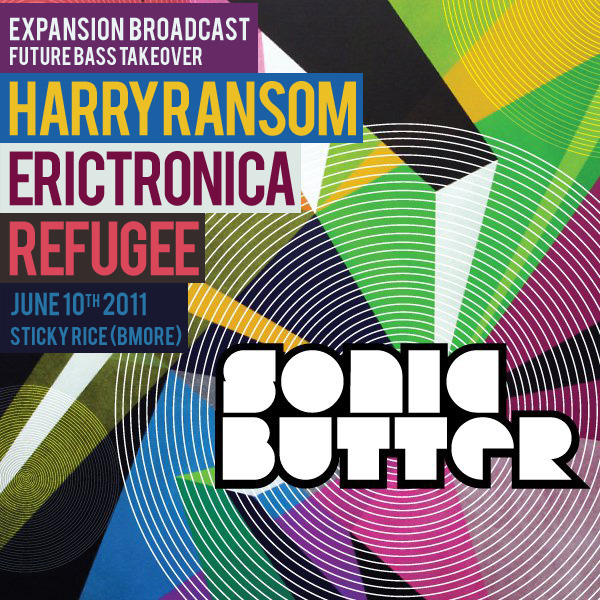 EXPANSION BROADCAST
FUTURE BASS TAKEOVER
HARRY RANSOM
ERICTRONICA
REFUGEE
JUNE 10TH 2011
STICKY RICE (BMORE)
SONIC
BUTTER